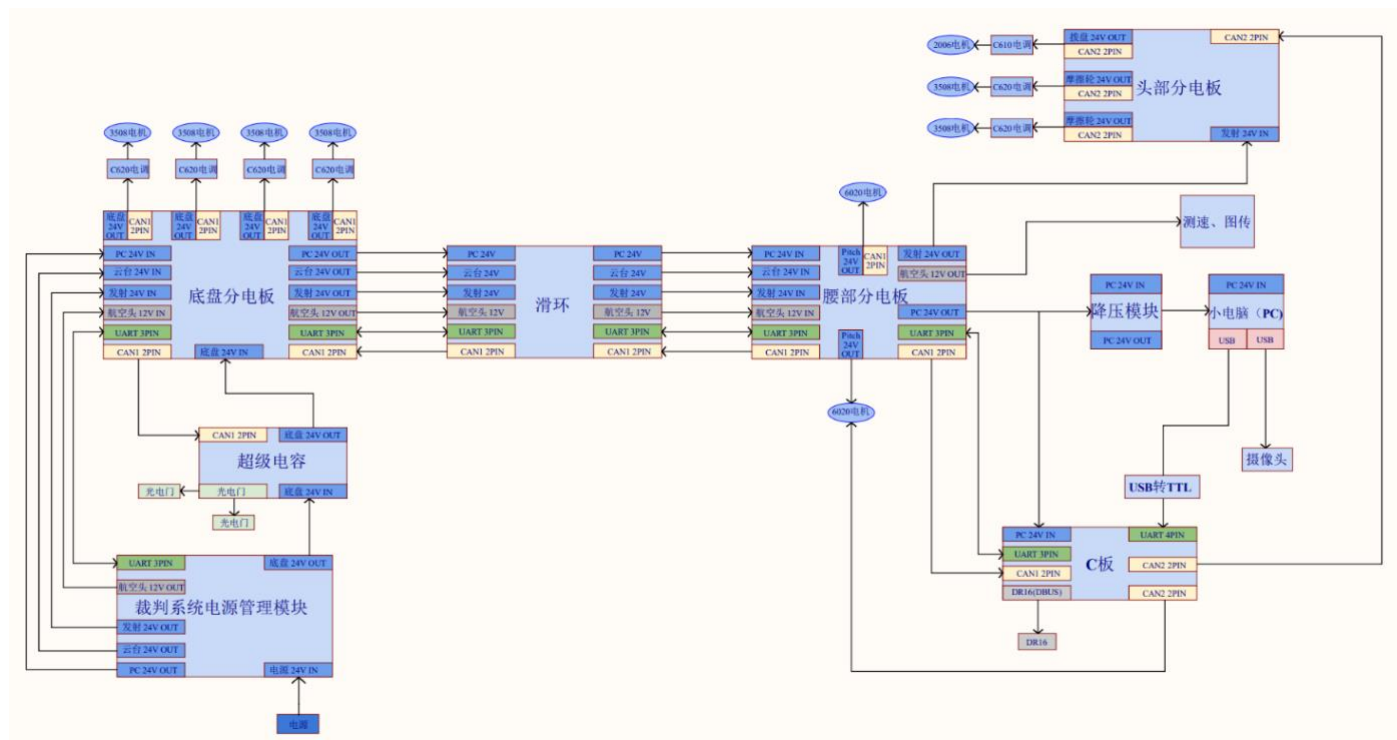 2006电机
C610电调
拨盘 24V OUT
CAN2 2PIN
CAN2 2PIN
3508电机
C620电调
摩擦轮 24V OUT
CAN2 2PIN
头部分电板
3508电机
C620电调
摩擦轮 24V OUT
CAN2 2PIN
发射 24V IN
3508电机
3508电机
3508电机
3508电机
C620电调
C620电调
C620电调
C620电调
底盘
24V
OUT
CAN1
2PIN
底盘
24V
OUT
CAN1
2PIN
底盘
24V
OUT
CAN1
2PIN
底盘
24V
OUT
CAN1
2PIN
PC 24V IN
云台 24V IN
发射 24V IN
航空头 12V IN
UART 3PIN
CAN1 2PIN
底盘分电板
底盘 24V IN
PC 24V OUT
云台 24V OUT
发射 24V OUT
航空头 12V OUT
UART 3PIN
CAN1 2PIN
PC 24V
云台 24V
发射 24V
航空头 12V
UART 3PIN
CAN1 2PIN
滑环
PC 24V
云台 24V
发射 24V
航空头 12V
UART 3PIN
CAN1 2PIN
6020电机
PC 24V IN
云台 24V IN
发射 24V IN
航空头 12V IN
UART 3PIN
CAN1 2PIN
Pitch
24V
OUT
CAN1
2PIN
腰部分电板
Pitch
24V
OUT
发射 24V OUT
航空头 12V OUT
PC 24V OUT
UART 3PIN
CAN1 2PIN
6020电机
测速、图传
PC 24V IN
降压模块
PC 24V OUT
PC 24V IN
小电脑（PC）
USB
USB
摄像头
USB转TTL
PC 24V IN
UART 3PIN
CAN1 2PIN
DR16(DBUS)
C板
UART 4PIN
CAN2 2PIN
CAN2 2PIN
DR16
CAN1 2PIN
底盘 24V OUT
超级电容
光电门
光电门
底盘 24V IN
光电门
UART 3PIN
底盘 24V OUT
航空头 12V OUT
裁判系统电源管理模块
发射 24V OUT
云台 24V OUT
PC 24V OUT
电源 24V IN
电源